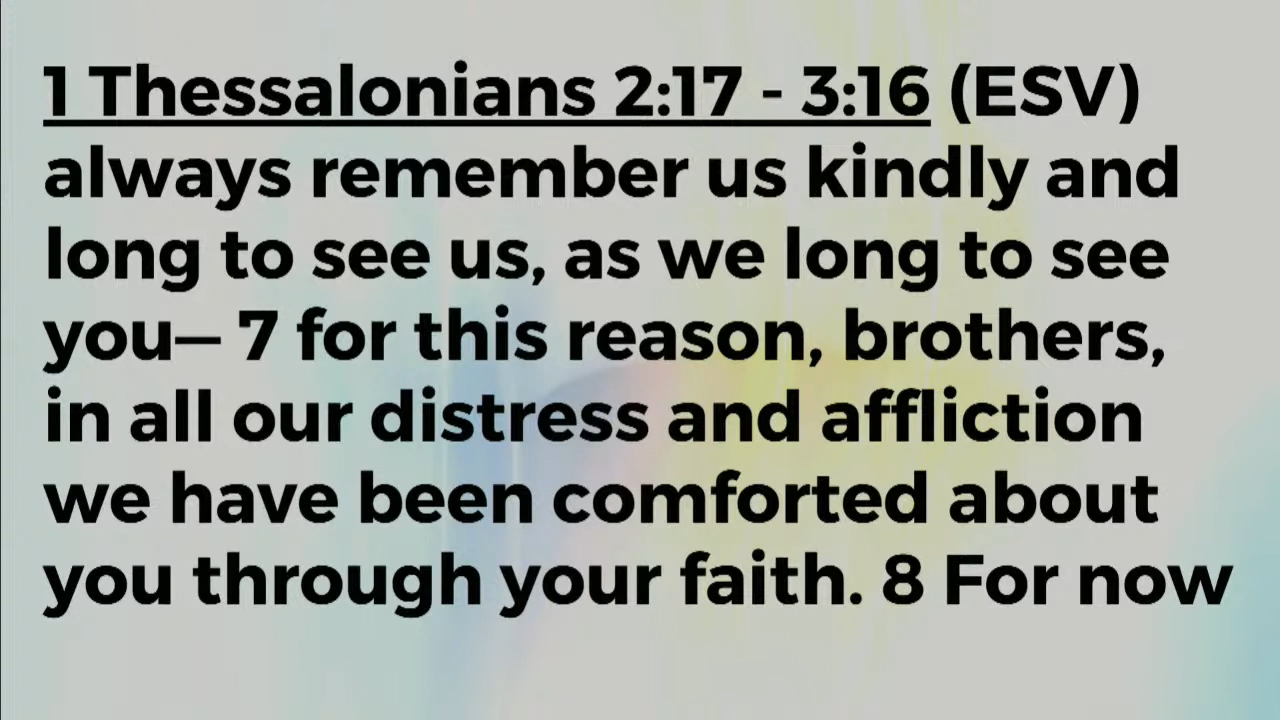 1 Thessalonians 2:17 - 3:16 (ESV)
always remember us kindly and
long to see us, as we long to see
you— 7 for this reason, brothers,
in all our distress and affliction
we have been comforted about
you through your faith. 8 For now